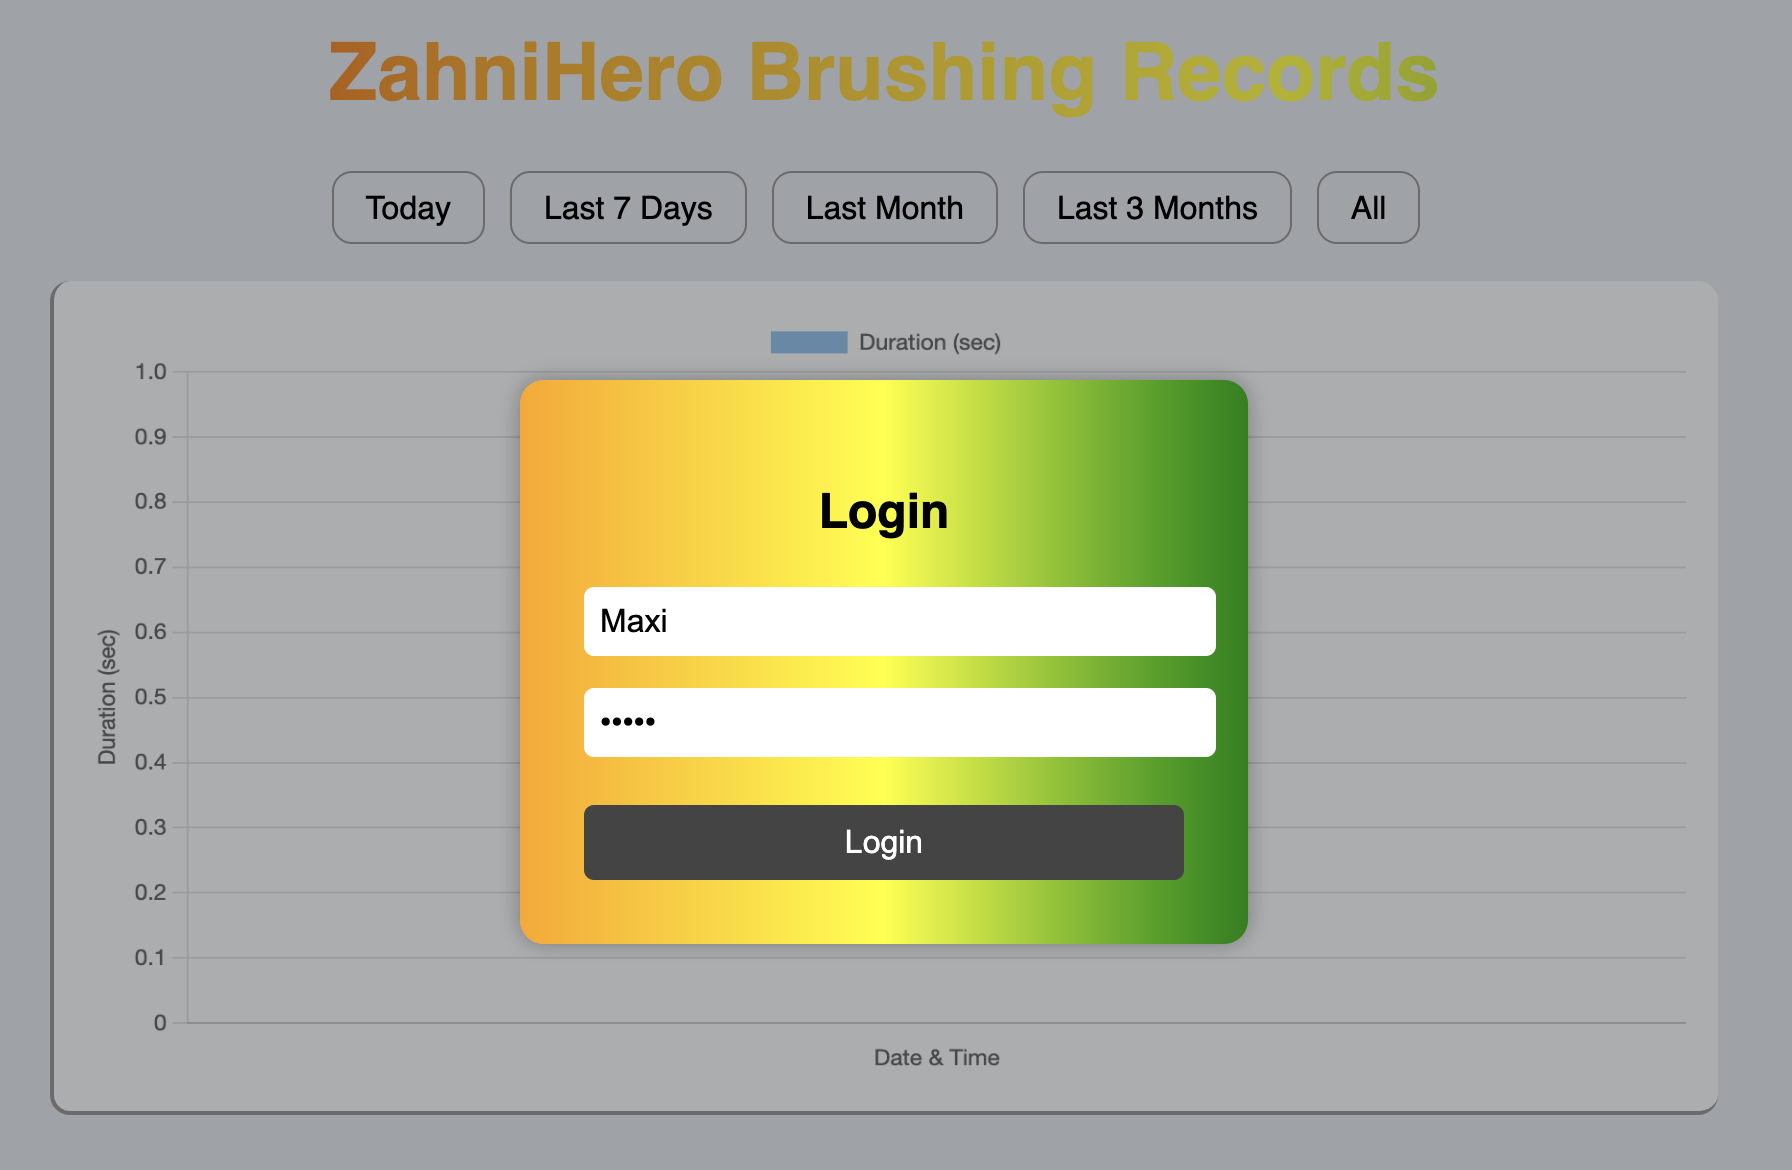 ZahniHero Brushing Records
Today
Last 7 Days
Last Month
Last 3 Months
All
Duration (sec)
1.0
0.9
0.8
0.7
0.6
0.5
0.4
0.3
0.2
0.1
0
Duration (sec)
Date & Time
Login
Maxi
•••••
Login